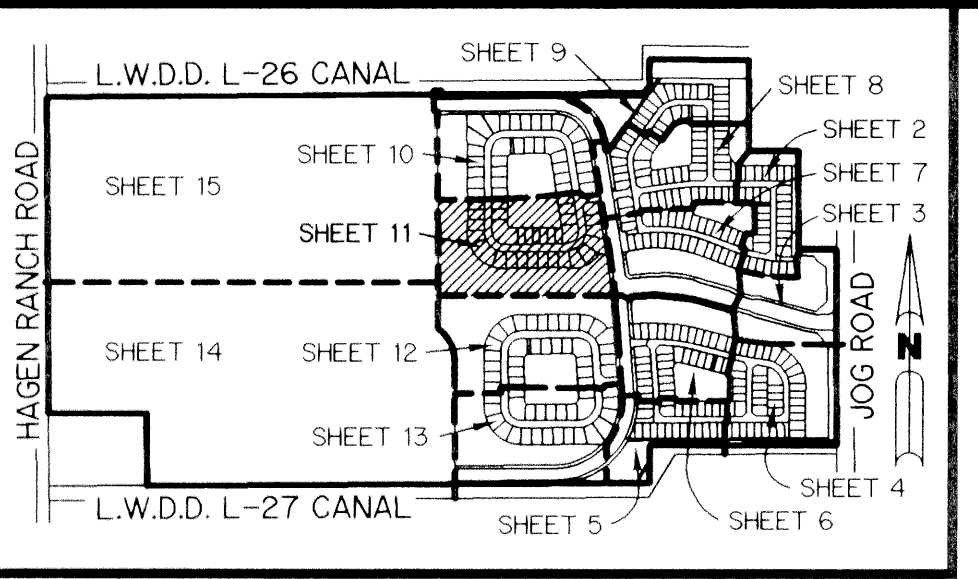 SHEET 9
L.W.D.D. L-26 CANAL
SHEET 8
SHEET 2
SHEET 10
SHEET 7
SHEET 15
SHEET 3
SHEET 11
HAGEN RANCH ROAD
JOG ROAD
N
SHEET 14
SHEET 12
SHEET 13
SHEET 4
L.W.D.D. L-27 CANAL
SHEET 5
SHEET 6